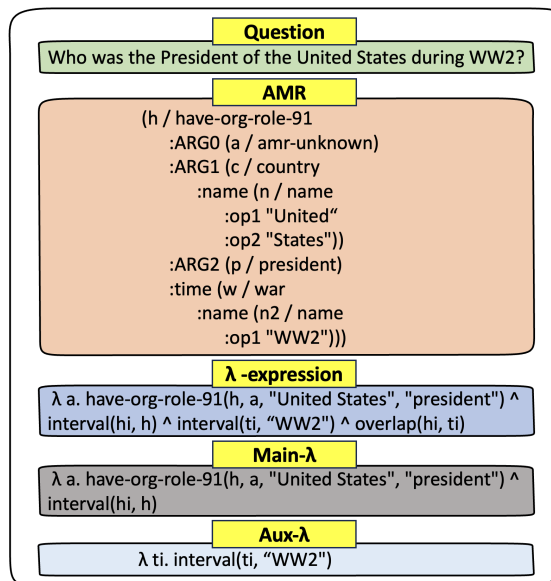 Question
Who was the President of the United States during WW2?
AMR
(h / have-org-role-91
:ARG0 (a / amr-unknown)
:ARG1 (c / country
:name (n / name
:op1 "United“
:op2 "States"))
:ARG2 (p / president)
:time (w / war
:name (n2 / name
:op1 "WW2")))
λ -expression
λ a. have-org-role-91(h, a, "United States", "president") ^
interval(hi, h) ^ interval(ti, “WW2") ^ overlap(hi, ti)
Main-λ
λ a. have-org-role-91(h, a, "United States", "president") ^
interval(hi, h)
Aux-λ
λ ti. interval(ti, “WW2")